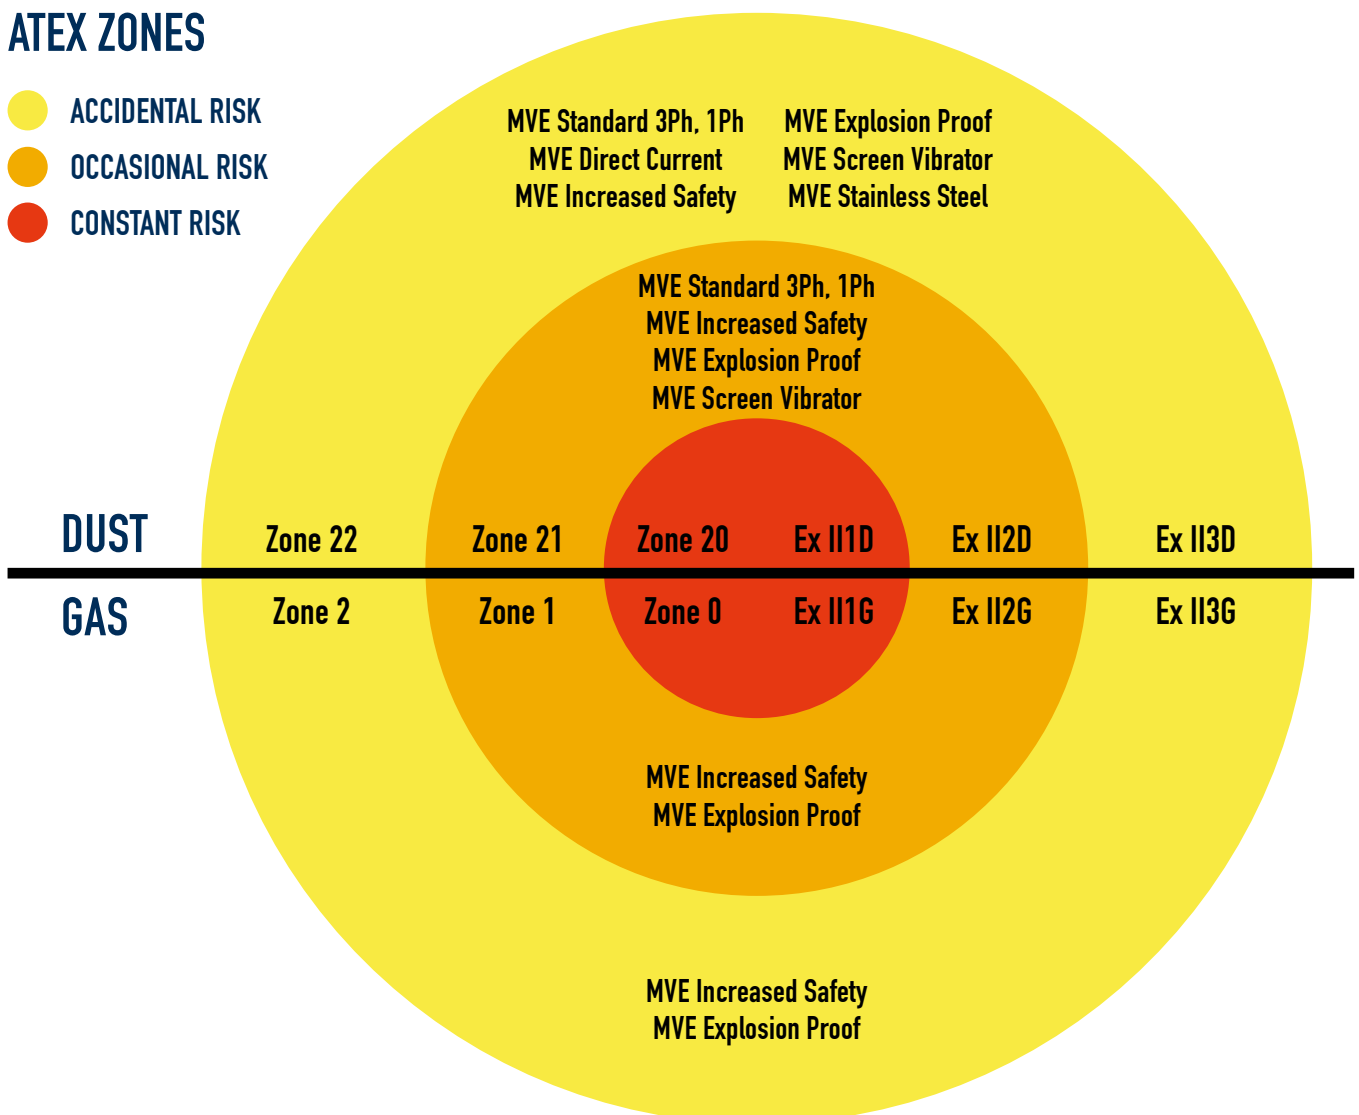 ATEX ZONES
ACCIDENTAL RISK
OCCASIONAL RISK
CONSTANT RISK
MVE Standard 3Ph, 1Ph
MVE Direct Current
MVE Increased Safety
MVE Explosion Proof
MVE Screen Vibrator
MVE Stainless Steel
MVE Standard 3Ph, 1Ph
MVE Increased Safety
MVE Explosion Proof
MVE Screen Vibrator
DUST Zone 22 Zone 21 Zone 20 Ex II1D Ex II2D Ex II3D
GAS Zone 2 Zone 1 Zone 0 Ex II1G Ex II2G Ex II3G
MVE Increased Safety
MVE Explosion Proof
MVE Increased Safety
MVE Explosion Proof